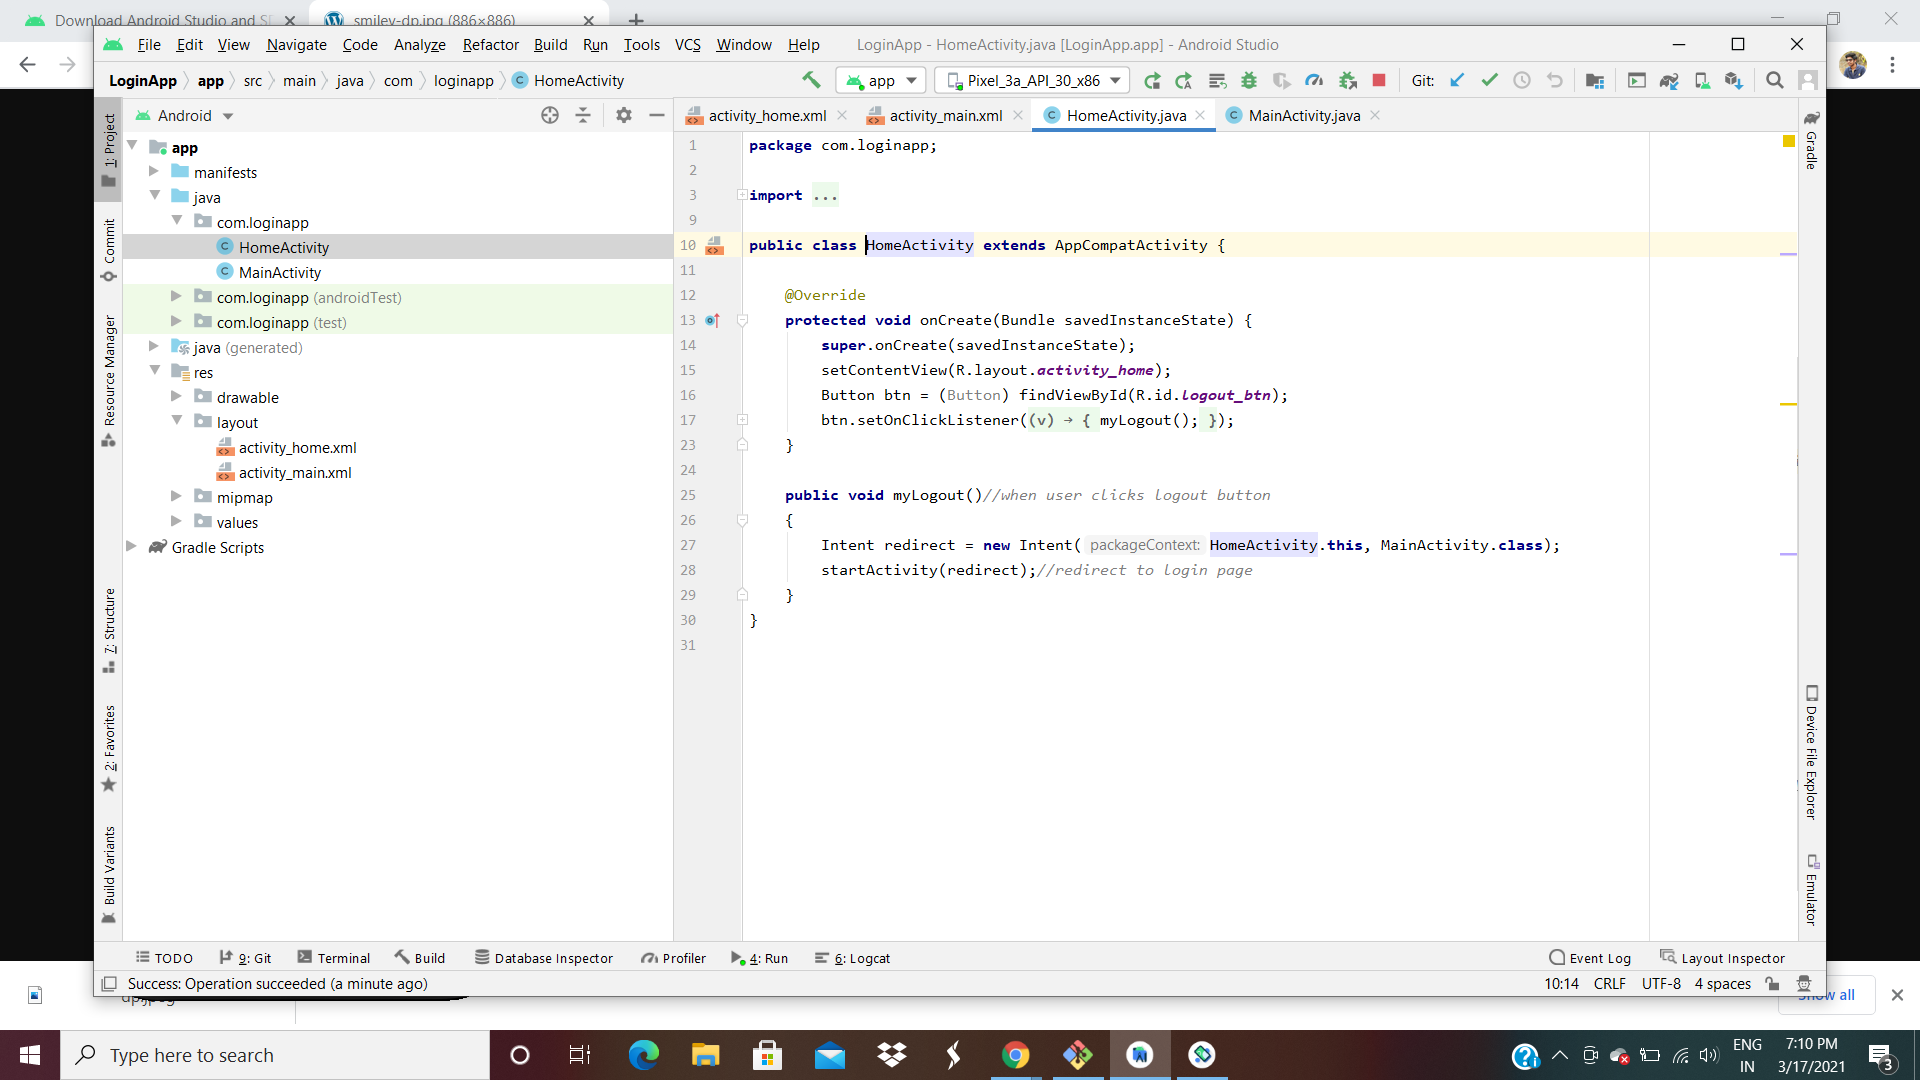 Download Android Studio and S
smiley-dp.jpg (886×886)
File Edit View Navigate Code Analyze Refactor Build Run Tools VCS Window Help LoginApp - HomeActivity.java [LoginApp.app] - Android Studio
LoginApp app src main java com loginapp HomeActivity app Pixel_3a_API_30_x86 Git:
Android
activity_home.xml activity_main.xml HomeActivity.java MainActivity.java
1: Project
Commit
Resource Manager
7: Structure
2: Favorites
Build Variants
app
manifests
java
com.loginapp
HomeActivity
MainActivity
com.loginapp (androidTest)
com.loginapp (test)
java (generated)
res
drawable
layout
activity_home.xml
activity_main.xml
mipmap
values
Gradle Scripts
1 package com.loginapp;
2
3 import ...
9
10 public class HomeActivity extends AppCompatActivity {
11
12 @Override
13 protected void onCreate(Bundle savedInstanceState) {
14 super.onCreate(savedInstanceState);
15 setContentView(R.layout.activity_home);
16 Button btn = (Button) findViewById(R.id.logout_btn);
17 btn.setOnClickListener((v) → { myLogout(); });
23 }
24
25 public void myLogout()//when user clicks logout button
26 {
27 Intent redirect = new Intent( packageContext: HomeActivity.this, MainActivity.class);
28 startActivity(redirect);//redirect to login page
29 }
30 }
31
Gradle
Device File Explorer
Emulator
TODO 9: Git Terminal Build Database Inspector Profiler 4: Run 6: Logcat Event Log Layout Inspector
Success: Operation succeeded (a minute ago) 10:14 CRLF UTF-8 4 spaces
Show all
Type here to search
ENG
IN
7:10 PM
3/17/2021
3